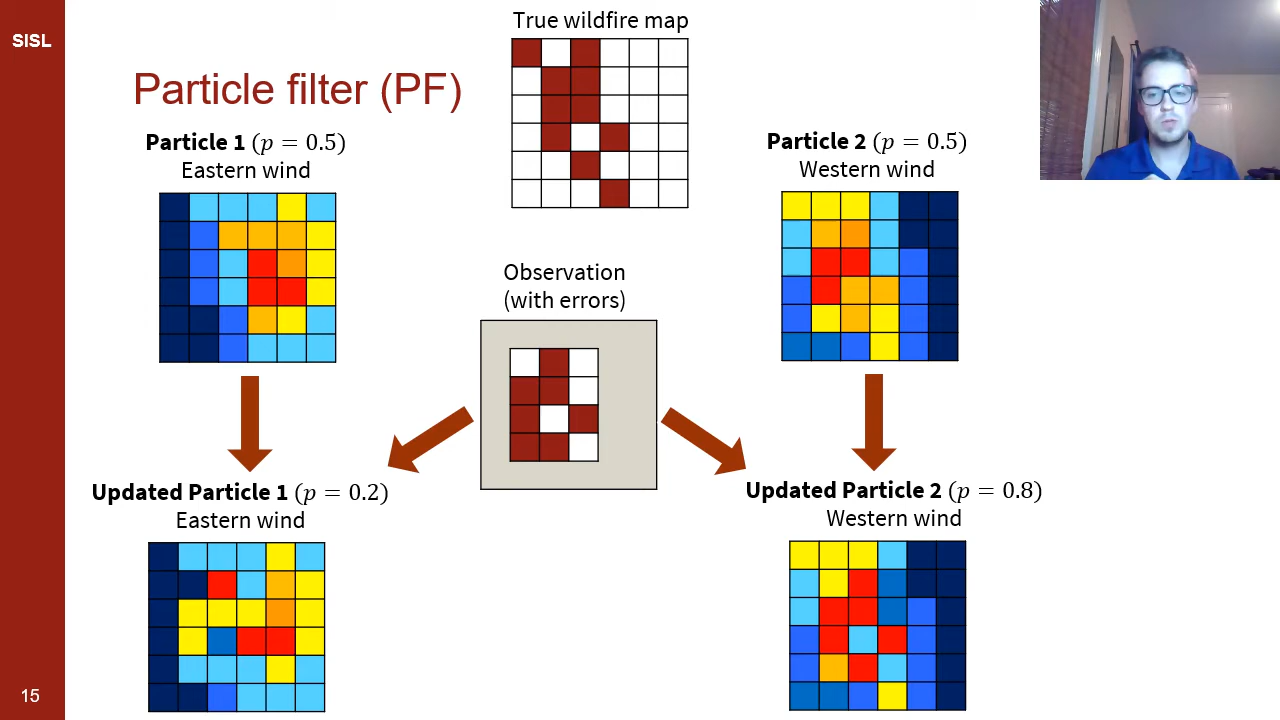 SISL
True wildfire map
Particle filter (PF)
Particle 1 (p = 0.5)
Eastern wind
Particle 2 (p = 0.5)
Western wind
Observation
(with errors)
Updated Particle 1 (p = 0.2)
Eastern wind
Updated Particle 2 (p = 0.8)
Western wind
15